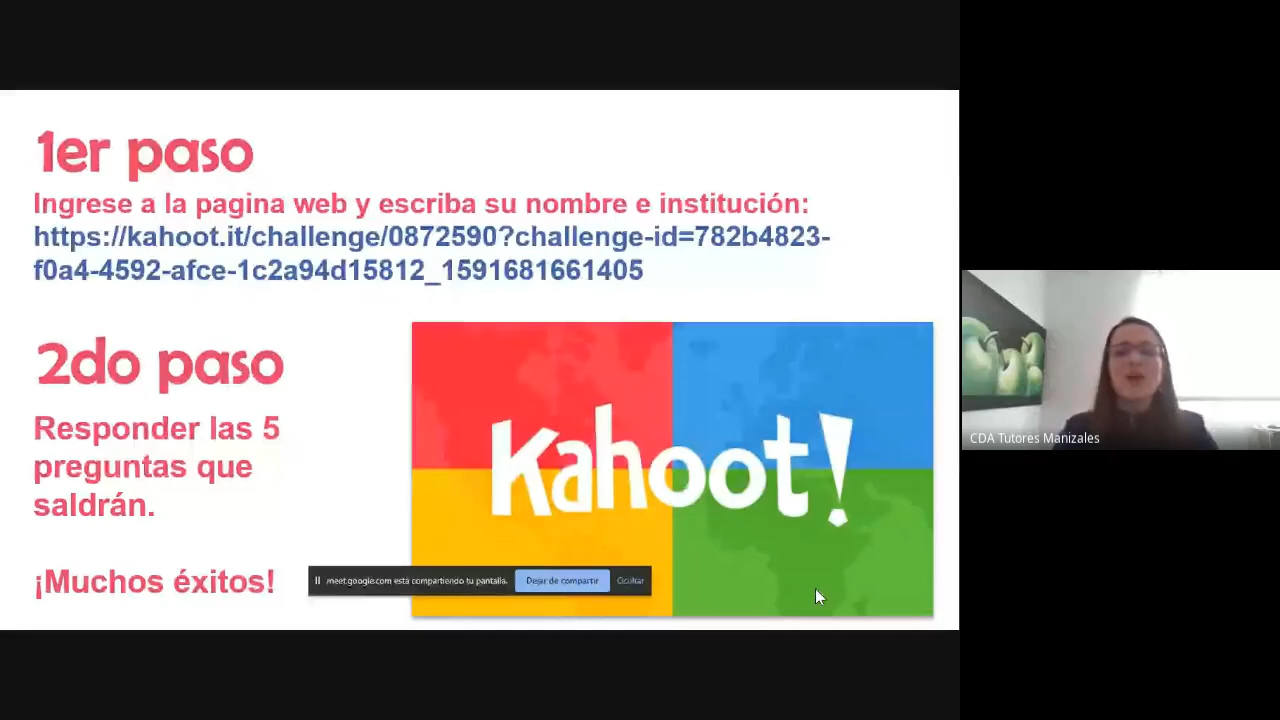 1er paso
Ingrese a la pagina web y escriba su nombre e institución:
https://kahoot.it/challenge/0872590?challenge-id=782b4823-
f0a4-4592-afce-1c2a94d15812_1591681661405
2do paso
Responder las 5
preguntas que
saldrán.
¡Muchos éxitos!
Kahoot!
meet.google.com está compartiendo tu pantalla.
Dejar de compartir
Ocultar
CDA Tutores Manizales